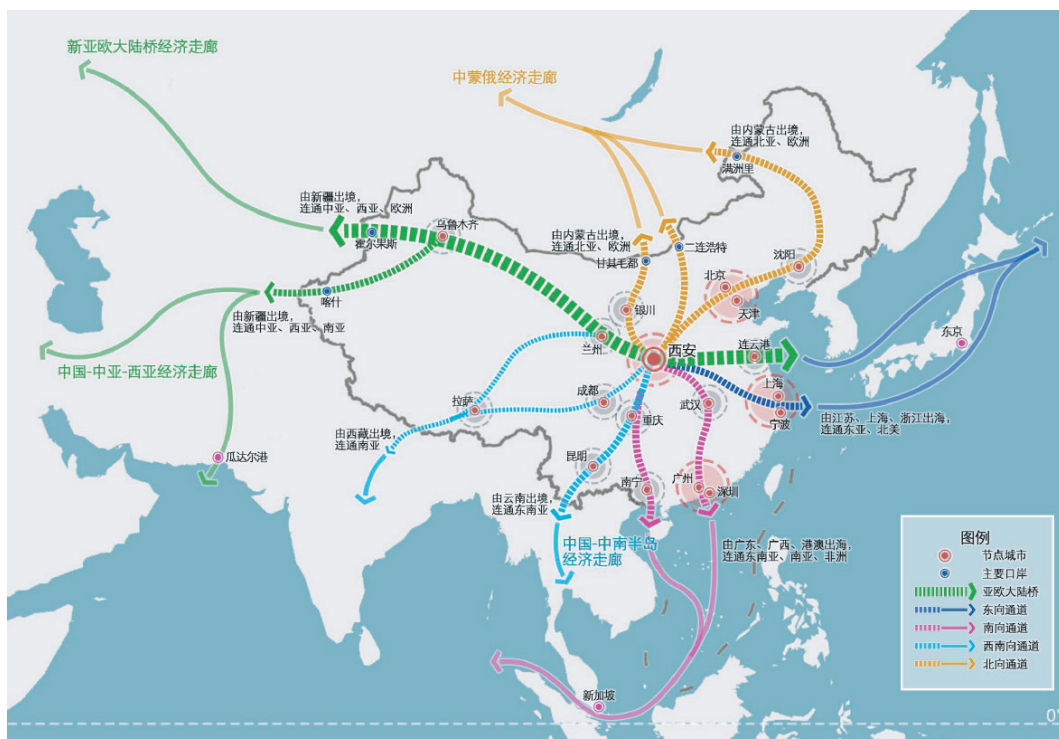 新亚欧大陆桥经济走廊
中蒙俄经济走廊
由内蒙古出境，
连通北亚、欧洲
满洲里
由新疆出境，
连通中亚、西亚、欧洲
乌鲁木齐
霍尔果斯
由内蒙古出境，
连通北亚、欧洲
甘其毛都
二连浩特
沈阳
北京
天津
喀什
由新疆出境，
连通中亚、西亚、南亚
银川
东京
兰州
西安
连云港
中国-中亚-西亚经济走廊
拉萨
成都
重庆
武汉
上海
宁波
由江苏、上海、浙江出海，
连通东亚、北美
由西藏出境，
连通南亚
瓜达尔港
昆明
南宁
广州
深圳
由云南出境，
连通东南亚
中国-中南半岛
经济走廊
由广东、广西、港澳出海，
连通东南亚、南亚、非洲
新加坡
图例
节点城市
主要口岸
亚欧大陆桥
东向通道
南向通道
西南向通道
北向通道
0°